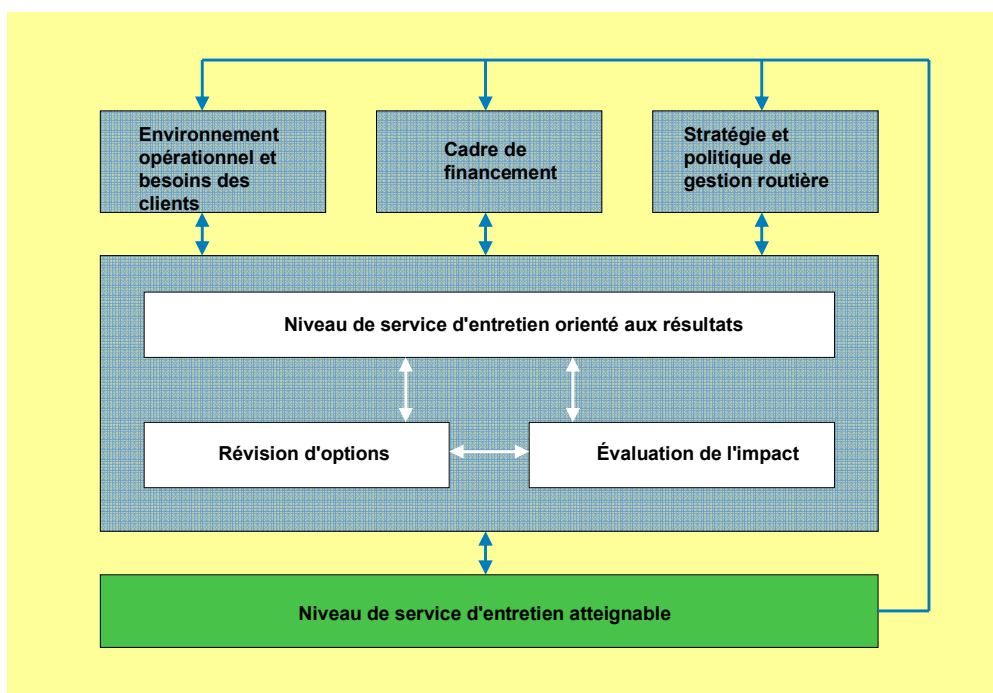 Environnement
opérationnel et
besoins des
clients
Cadre de
financement
Stratégie et
politique de
gestion routière
Niveau de service d'entretien orienté aux résultats
Révision d'options
Évaluation de l'impact
Niveau de service d'entretien atteignable